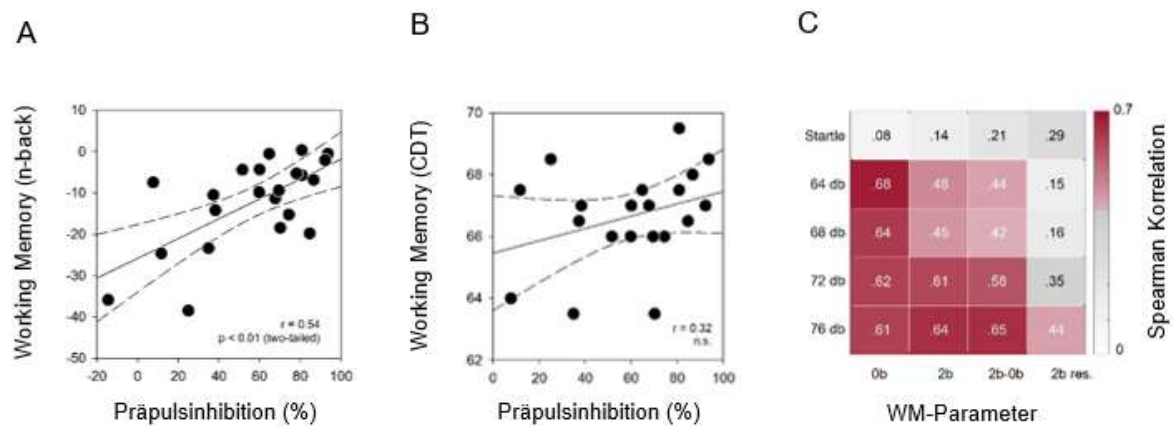 A
Working Memory (n-back)
10
0
-10
-20
-30
-40
-50
r = 0.54
p < 0.01 (two-tailed)
-20 0 20 40 60 80 100
Präpulsinhibition (%)
B
Working Memory (CDT)
70
68
66
64
62
r = 0.32
n.s.
0 20 40 60 80 100
Präpulsinhibition (%)
C
Startle .08 .14 .21 .29
64 db .68 .48 .44 .15
68 db .64 .45 .42 .16
72 db .62 .61 .58 .35
76 db .61 .64 .65 .44
0b 2b 2b-0b 2b res.
WM-Parameter
0.7
0
Spearman Korrelation